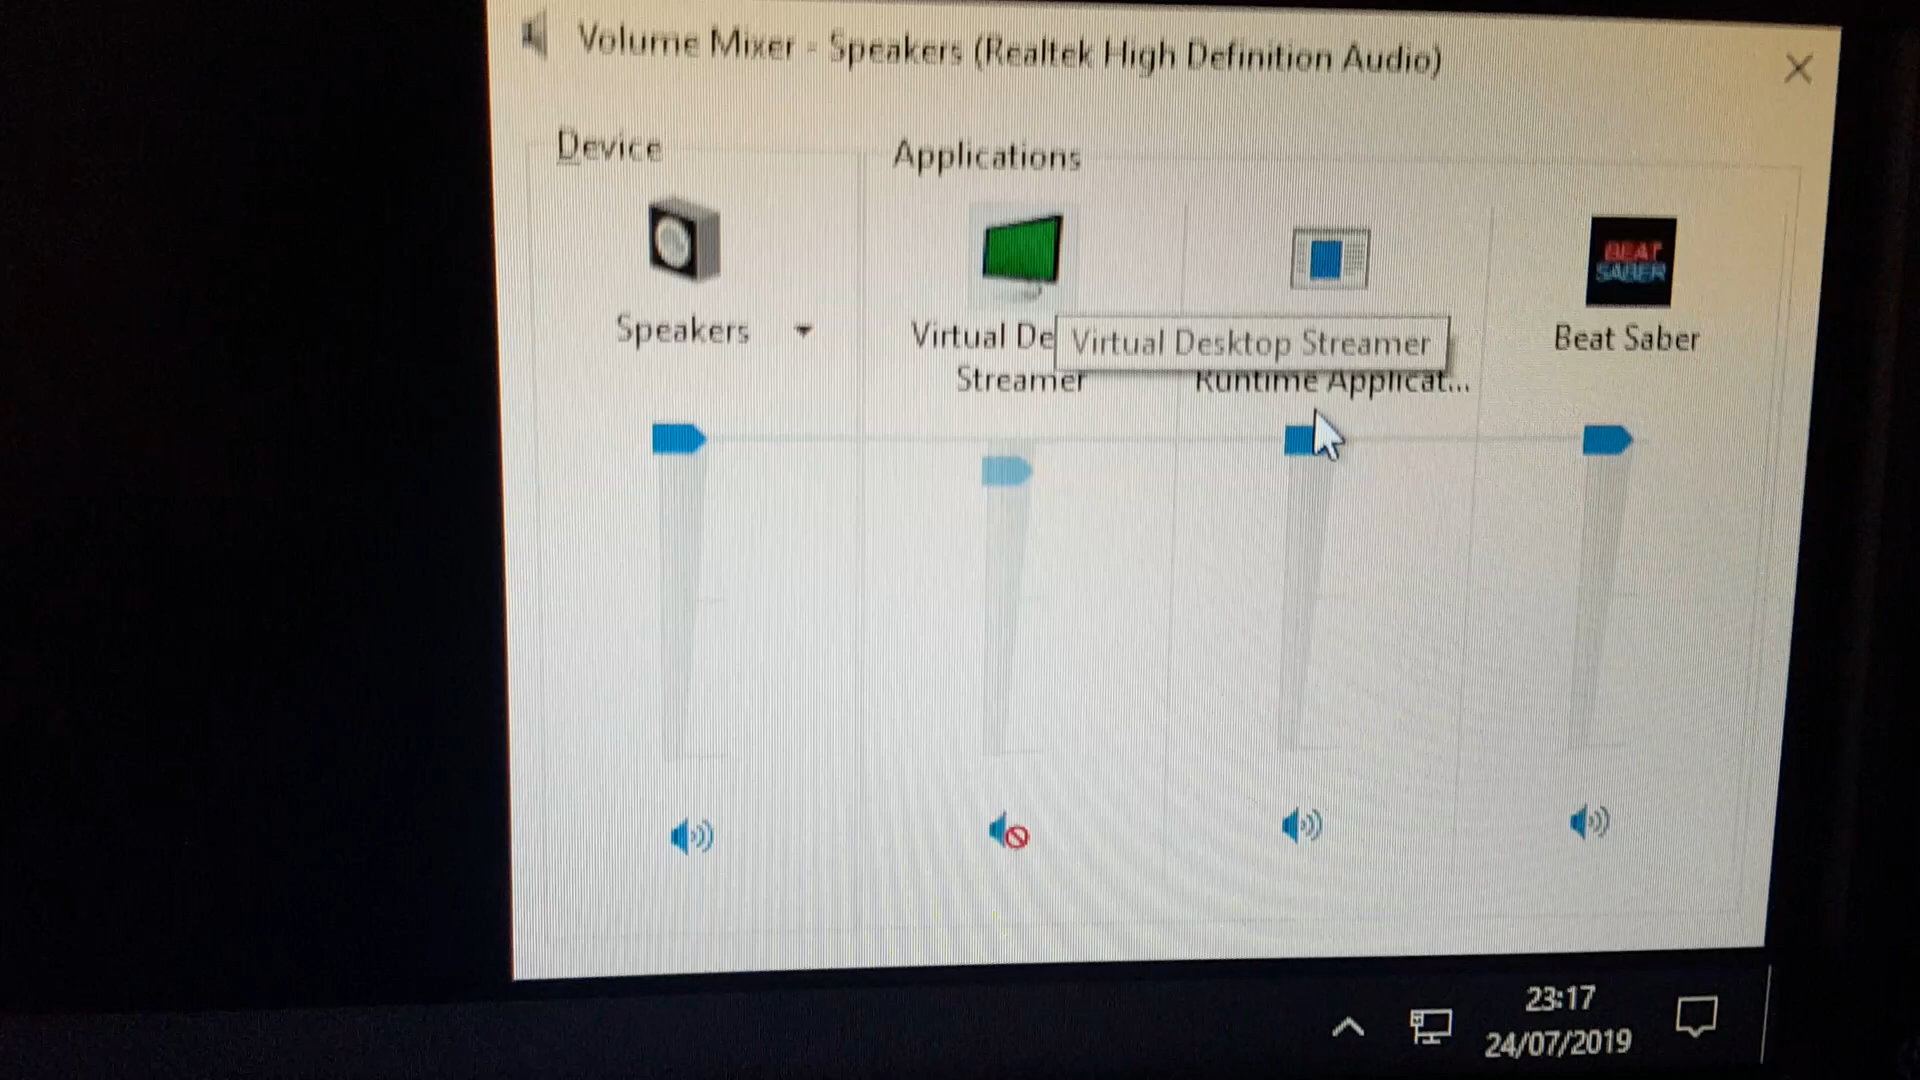 Volume Mixer - Speakers (Realtek High Definition Audio)
Device
Applications
BEAT
SABER
Speakers
Virtual De
Streamer
Virtual Desktop Streamer
Runtime Applicat...
Beat Saber
23:17
24/07/2019